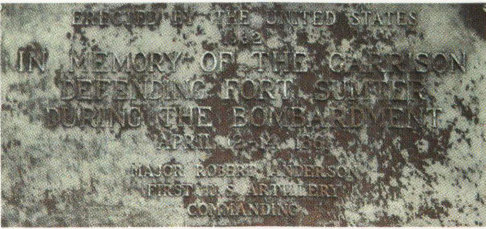 ERECTED BY THE UNITED STATES
IN MEMORY OF THE GARRISON
DEFENDING FORT SUMTER
DURING THE BOMBARDMENT
APRIL
MAJOR ROBERT ANDERSON
FIRST U.S. ARTILLERY
COMMANDING